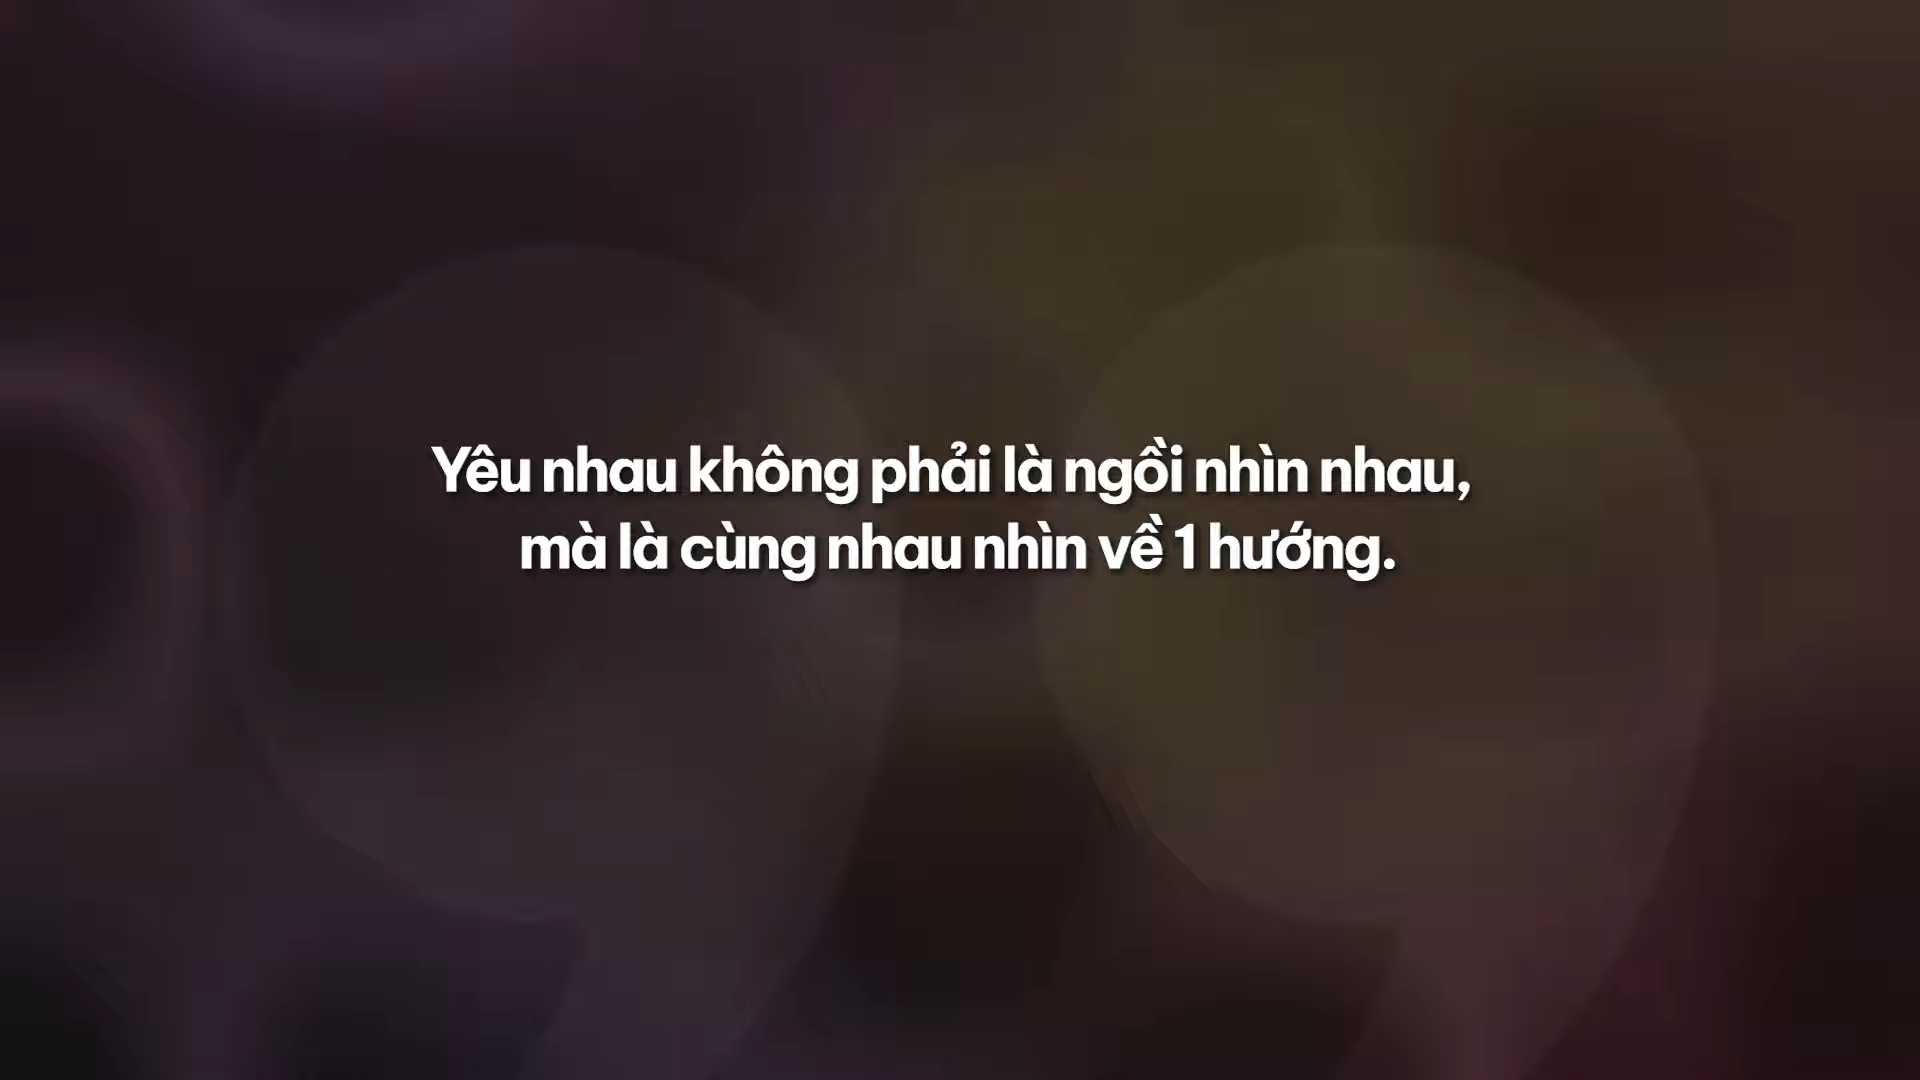 Yêu nhau không phải là ngồi nhìn nhau,
mà là cùng nhau nhìn về 1 hướng.